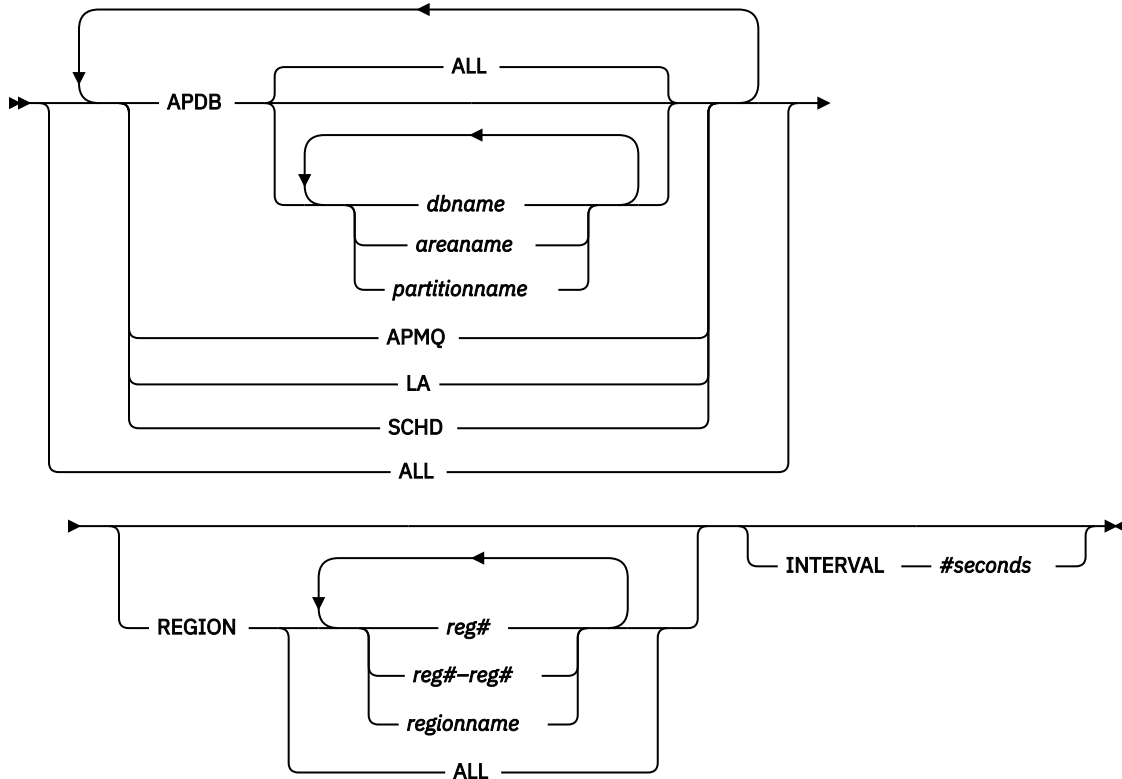 ALL
APDB
dbname
areaname
partitionname
APMQ
LA
SCHD
ALL
INTERVAL #seconds
REGION reg#
reg#–reg#
regionname
ALL